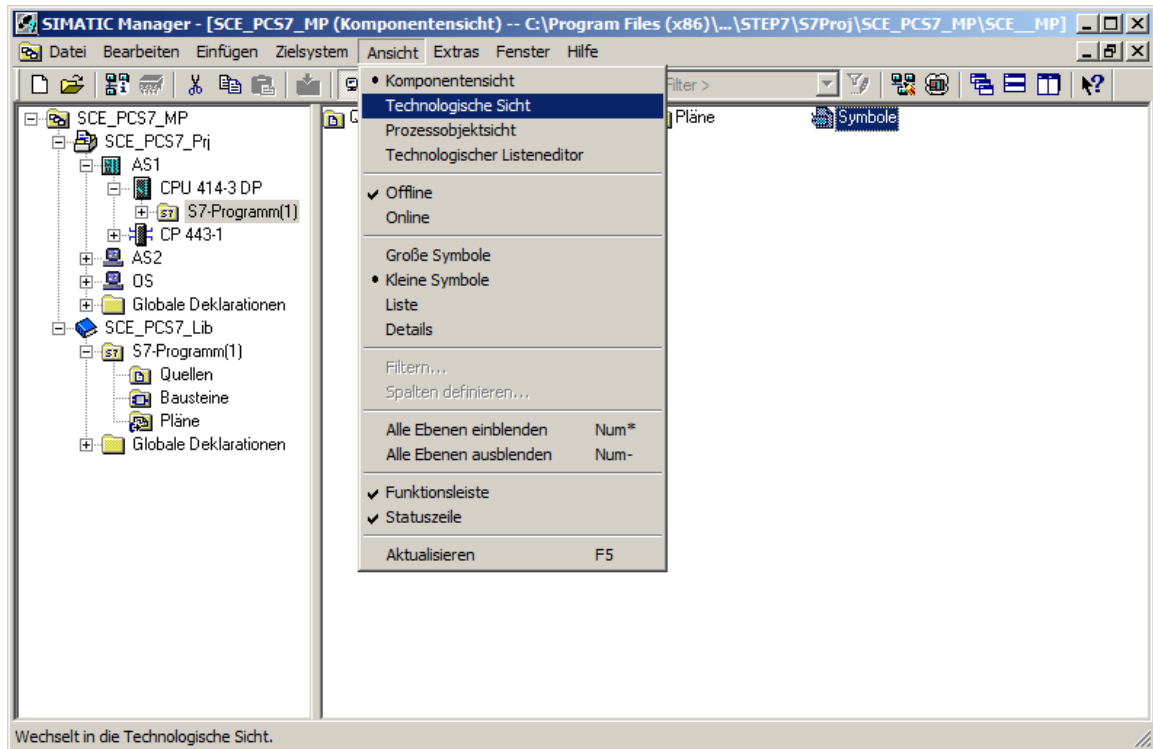 SIMATIC Manager - [SCE_PCS7_MP (Komponentensicht) -- C:\Program Files (x86)\...\STEP7\S7Proj\SCE_PCS7_MP\SCE__MP]
Datei Bearbeiten Einfügen Zielsystem Ansicht Extras Fenster Hilfe
Filter >
SCE_PCS7_MP
SCE_PCS7_Prj
AS1
CPU 414-3 DP
S7-Programm(1)
CP 443-1
AS2
OS
Globale Deklarationen
SCE_PCS7_Lib
S7-Programm(1)
Quellen
Bausteine
Pläne
Globale Deklarationen
Komponentensicht
Technologische Sicht
Prozessobjektsicht
Technologischer Listeneditor
Offline
Online
Große Symbole
Kleine Symbole
Liste
Details
Filtern...
Spalten definieren...
Alle Ebenen einblenden Num*
Alle Ebenen ausblenden Num-
Funktionsleiste
Statuszeile
Aktualisieren F5
Pläne
Symbole
Wechselt in die Technologische Sicht.